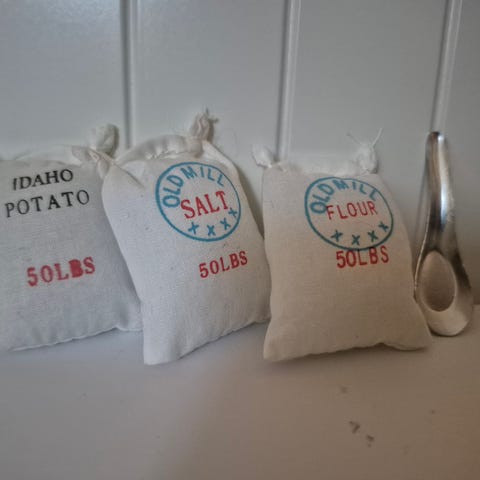 IDAHO
POTATO
50LBS
OLD MILL
SALT
××××
50LBS
OLD MILL
FLOUR
××××
50LBS